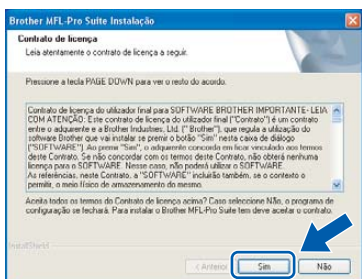 Brother MFL-Pro Suite Instalação
Contrato de licença
Leia atentamente o contrato de licença a seguir.
Pressione a tecla PAGE DOWN para ver o resto do acordo.
Contrato de licença do utilizador final para SOFTWARE BROTHER IMPORTANTE- LEIA
COM ATENÇÃO: Este contrato de licença do utilizador final ("Contrato") é um contrato
entre o adquirente e a Brother Industries, Ltd. (" Brother"), que regula a utilização do
software Brother que vai instalar se premir o botão "Sim" nesta caixa de diálogo
("SOFTWARE"). Ao premir "Sim", o adquirente concorda em ficar vinculado aos termos
deste Contrato. Se não concordar com os termos deste Contrato, não obterá nenhuma
licença para o SOFTWARE. Nesse caso, não poderá utilizar o SOFTWARE.
As referências, neste Contrato, a "SOFTWARE" incluirão também, se o contexto o
permitir, o meio físico de armazenamento do mesmo.
Aceita todos os termos do Contrato de licença acima? Caso seleccione Não, o programa de
configuração se fechará. Para instalar o Brother MFL-Pro Suite tem deve aceitar o contrato.
InstallShield
< Anterior
Sim
Não